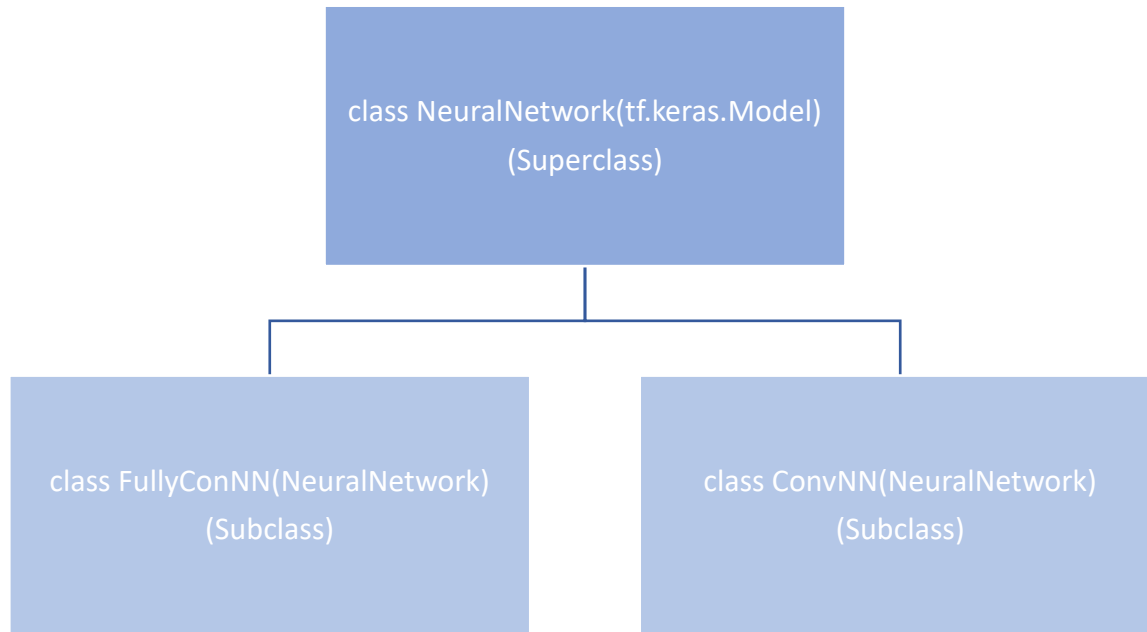 class NeuralNetwork(tf.keras.Model)
(Superclass)
class FullyConNN(NeuralNetwork)
(Subclass)
class ConvNN(NeuralNetwork)
(Subclass)